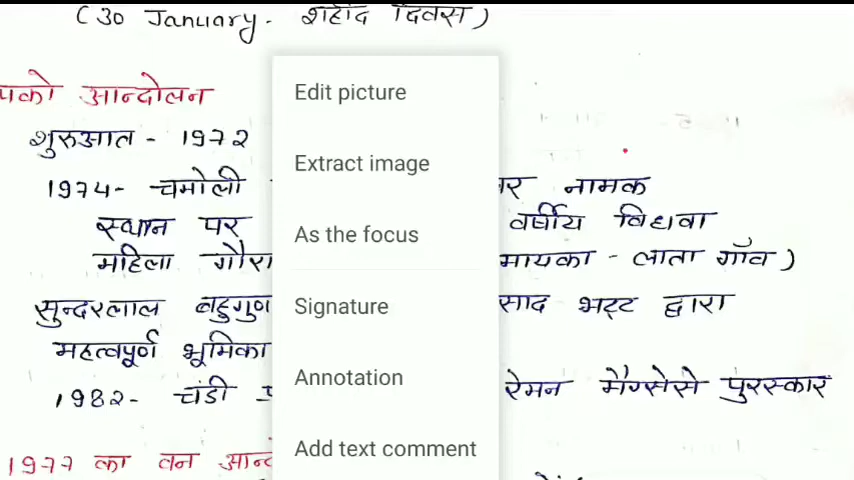 (30 January - शहीद दिवस)
पको आन्दोलन
शुरुआत - 1972
1974- चमोली
र नामक
स्थान पर
वर्षीय विधवा
महिला गौरा
मायका - लाता गाँव)
सुन्दरलाल बहुगुण
साद भट्ट द्वारा
महत्वपूर्ण भूमिका
1982- चंडी
रेमन मैग्सेसे पुरस्कार
1977 का वन आन्द
Edit picture
Extract image
As the focus
Signature
Annotation
Add text comment